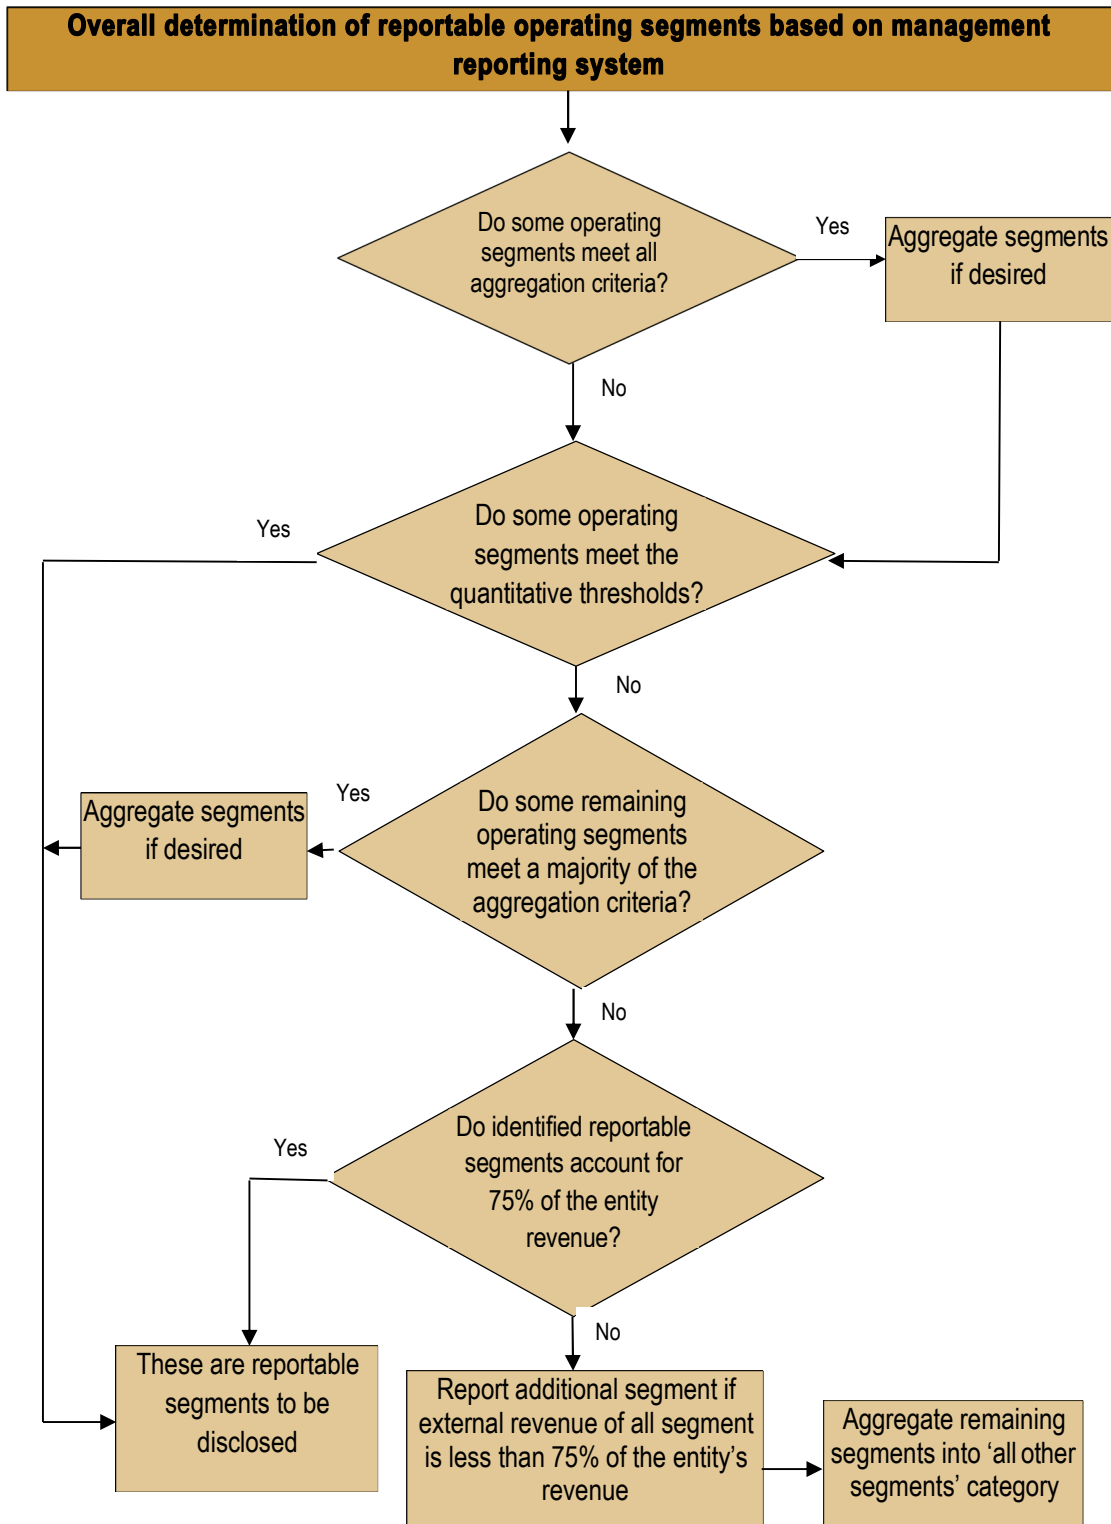 Overall determination of reportable operating segments based on management
reporting system
Do some operating
segments meet all
aggregation criteria?
Yes
Aggregate segments
if desired
No
Do some operating
segments meet the
quantitative thresholds?
Yes
No
Do some remaining
operating segments
meet a majority of the
aggregation criteria?
Yes
Aggregate segments
if desired
No
Do identified reportable
segments account for
75% of the entity
revenue?
Yes
No
These are reportable
segments to be
disclosed
Report additional segment if
external revenue of all segment
is less than 75% of the entity’s
revenue
Aggregate remaining
segments into ‘all other
segments’ category